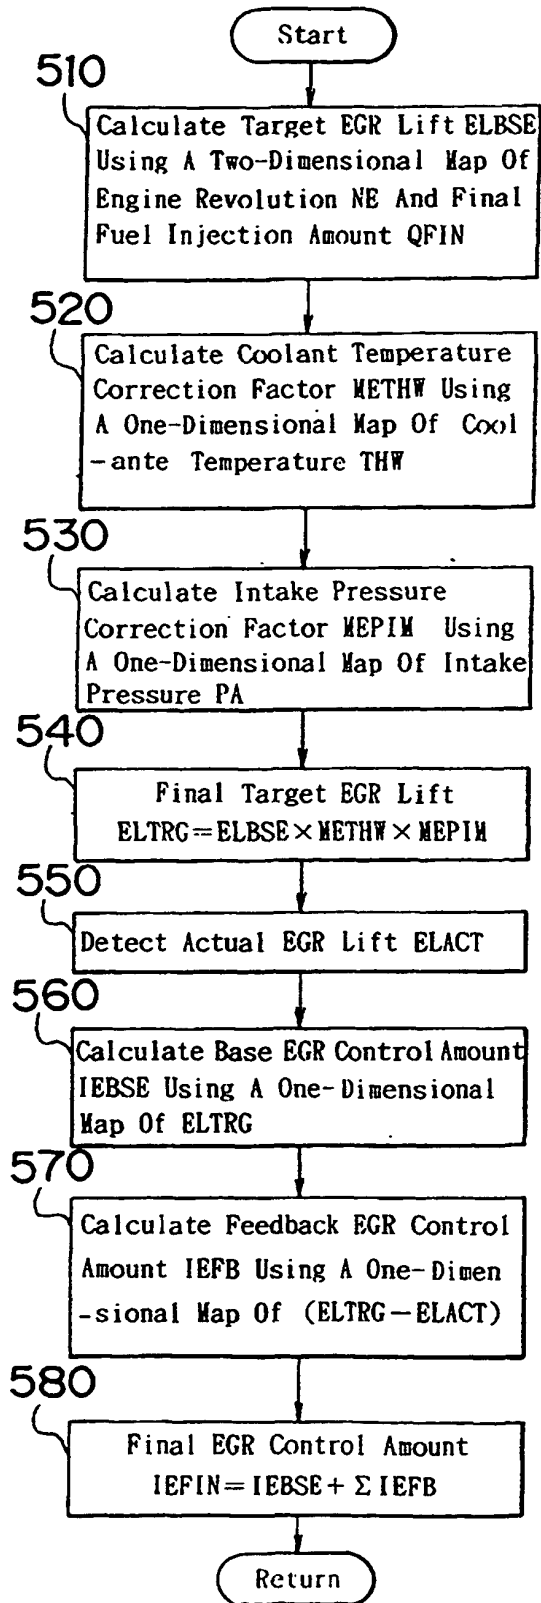 Start
510
Calculate Target EGR Lift ELBSE
Using A Two-Dimensional Map Of
Engine Revolution NE And Final
Fuel Injection Amount QFIN
520
Calculate Coolant Temperature
Correction Factor METHW Using
A One-Dimensional Map Of Cool
-ante Temperature THW
530
Calculate Intake Pressure
Correction Factor MEPIM Using
A One-Dimensional Map Of Intake
Pressure PA
540
Final Target EGR Lift
ELTRG=ELBSE×METHW×MEPIM
550
Detect Actual EGR Lift ELACT
560
Calculate Base EGR Control Amount
IEBSE Using A One-Dimensional
Map Of ELTRG
570
Calculate Feedback EGR Control
Amount IEFB Using A One-Dimen
-sional Map Of (ELTRG-ELACT)
580
Final EGR Control Amount
IEFIN=IEBSE+ΣIEFB
Return